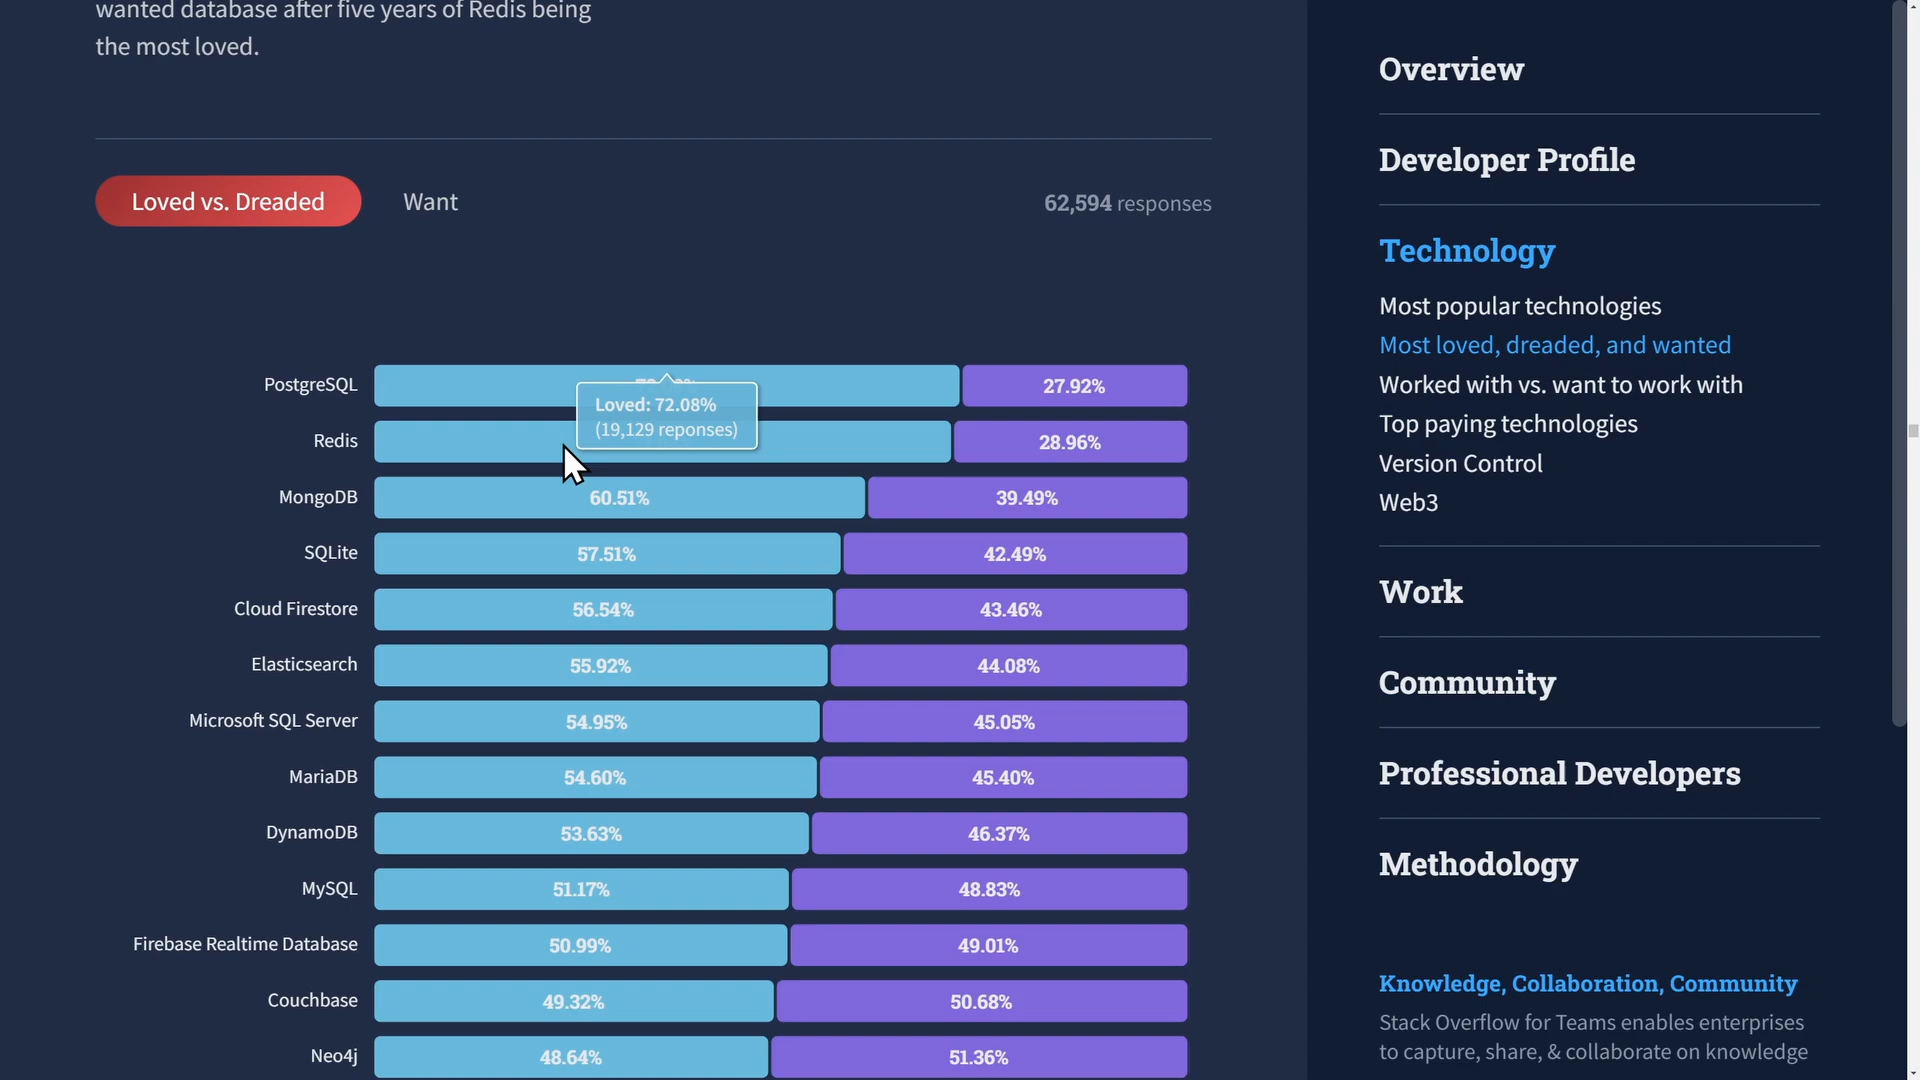 wanted database after five years of Redis being
the most loved.
Loved vs. Dreaded
Want
62,594 responses
PostgreSQL
27.92%
Loved: 72.08%
(19,129 reponses)
Redis
28.96%
MongoDB
60.51%
39.49%
SQLite
57.51%
42.49%
Cloud Firestore
56.54%
43.46%
Elasticsearch
55.92%
44.08%
Microsoft SQL Server
54.95%
45.05%
MariaDB
54.60%
45.40%
DynamoDB
53.63%
46.37%
MySQL
51.17%
48.83%
Firebase Realtime Database
50.99%
49.01%
Couchbase
49.32%
50.68%
Neo4j
48.64%
51.36%
Overview
Developer Profile
Technology
Most popular technologies
Most loved, dreaded, and wanted
Worked with vs. want to work with
Top paying technologies
Version Control
Web3
Work
Community
Professional Developers
Methodology
Knowledge, Collaboration, Community
Stack Overflow for Teams enables enterprises
to capture, share, & collaborate on knowledge